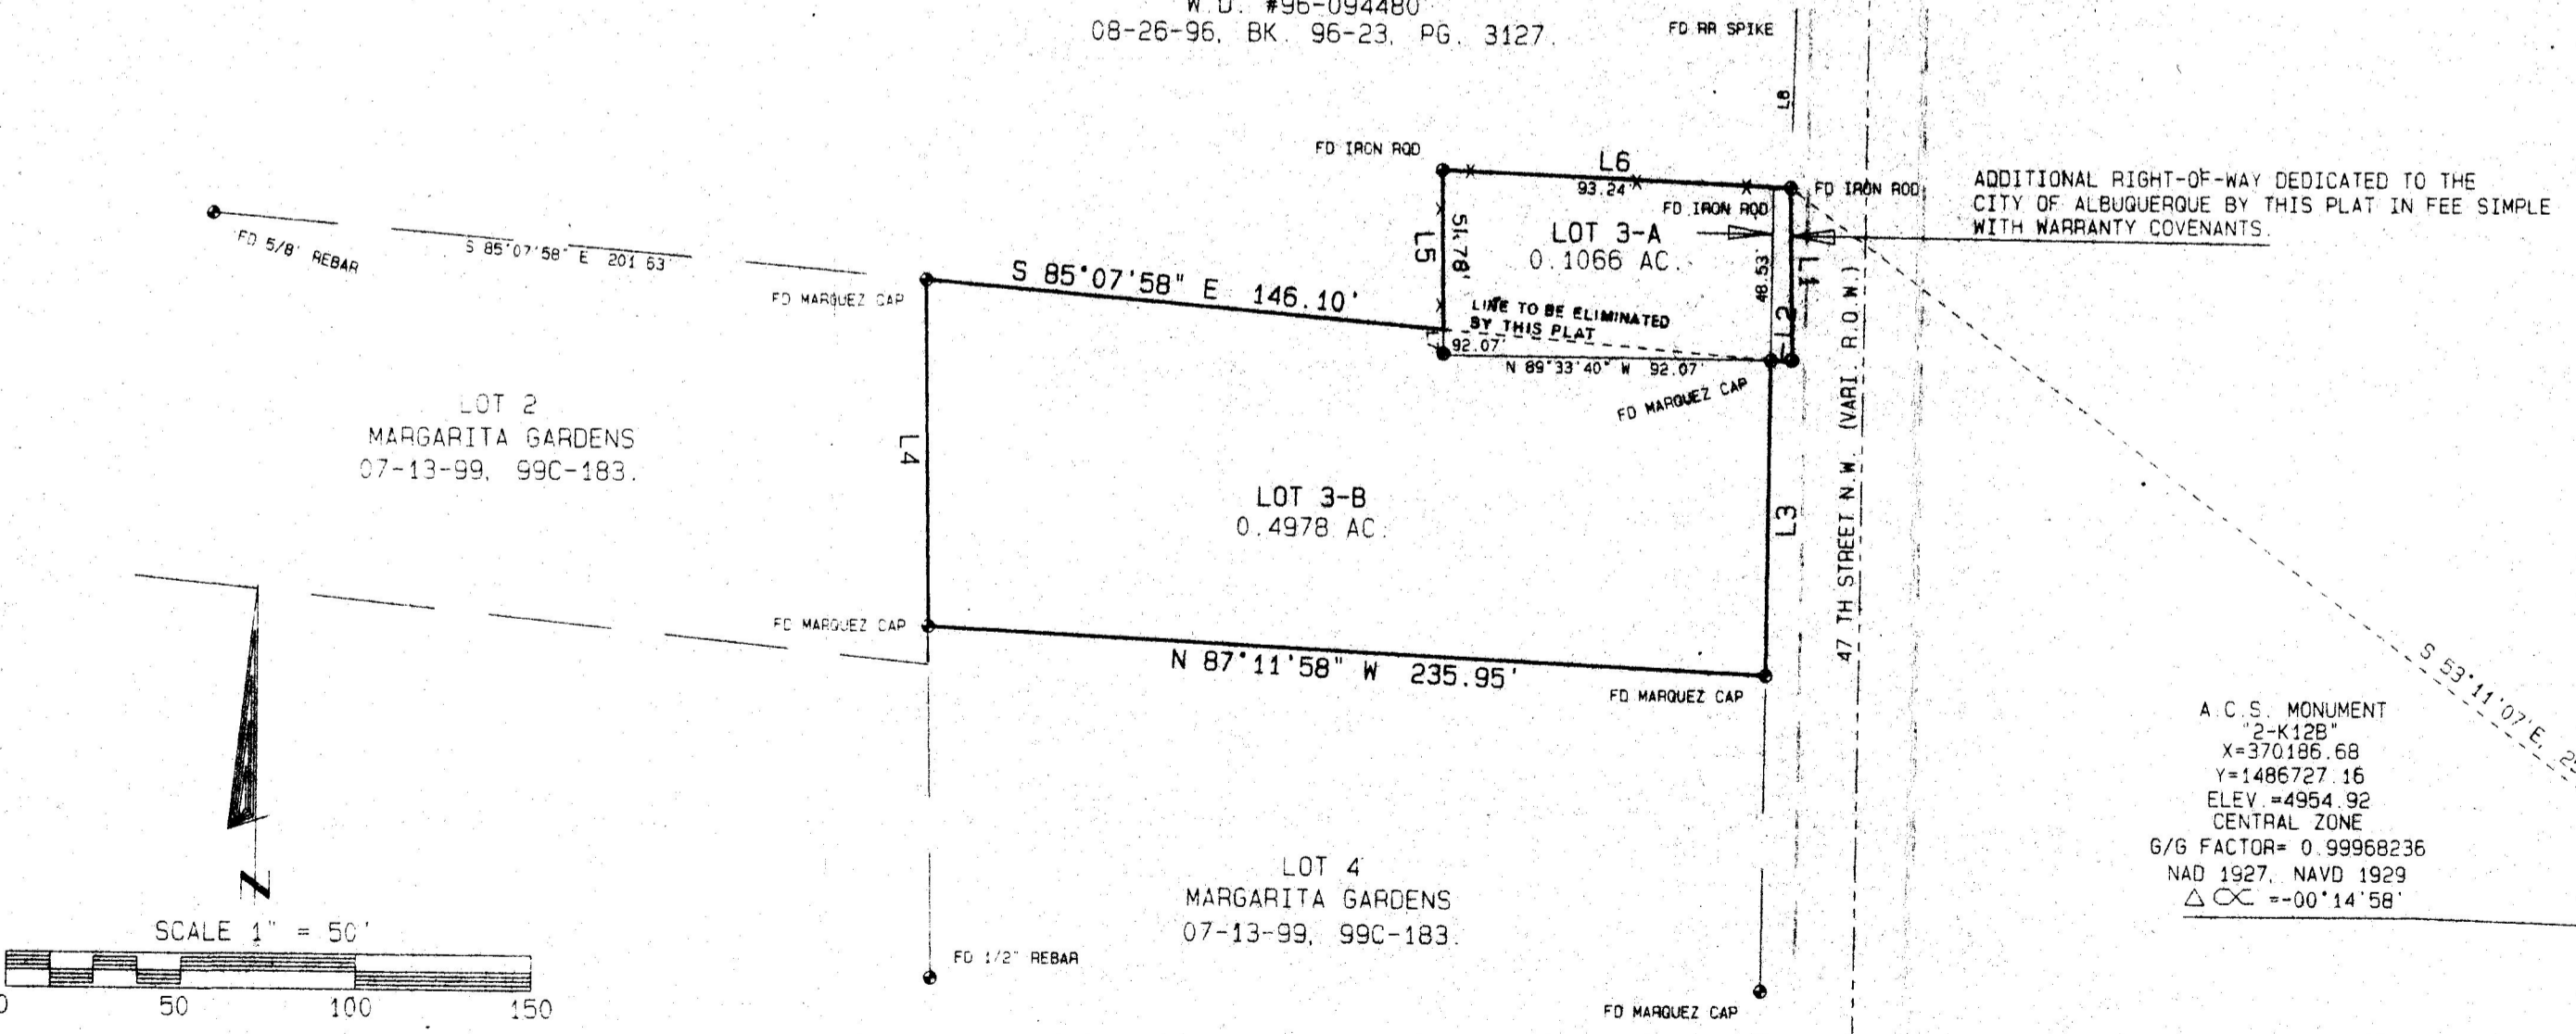 W.D. #96-094480
08-26-96, BK. 96-23, PG. 3127.
FD RR SPIKE
L8
FD IRON ROD
L6
93.24'
FD IRON ROD
FD IRON ROD
ADDITIONAL RIGHT-OF-WAY DEDICATED TO THE
CITY OF ALBUQUERQUE BY THIS PLAT IN FEE SIMPLE
WITH WARRANTY COVENANTS.
LOT 3-A
0.1066 AC.
L5
51.78'
48.53'
L1
L2
FD 5/8" REBAR
S 85°07'58" E 201.63'
FD MARQUEZ CAP
S 85°07'58" E 146.10'
LINE TO BE ELIMINATED
BY THIS PLAT
92.07'
N 89°33'40" W 92.07'
FD MARQUEZ CAP
47 TH STREET N.W. (VARI. R.O.W.)
LOT 2
MARGARITA GARDENS
07-13-99, 99C-183.
L4
LOT 3-B
0.4978 AC.
L3
FD MARQUEZ CAP
N 87°11'58" W 235.95'
FD MARQUEZ CAP
S 53°11'07"E,
A.C.S. MONUMENT
"2-K12B"
X=370186.68
Y=1486727.16
ELEV.=4954.92
CENTRAL ZONE
G/G FACTOR= 0.99968236
NAD 1927, NAVD 1929
Δ α =-00°14'58"
N
SCALE 1" = 50'
0 50 100 150
LOT 4
MARGARITA GARDENS
07-13-99, 99C-183.
FD 1/2" REBAR
FD MARQUEZ CAP